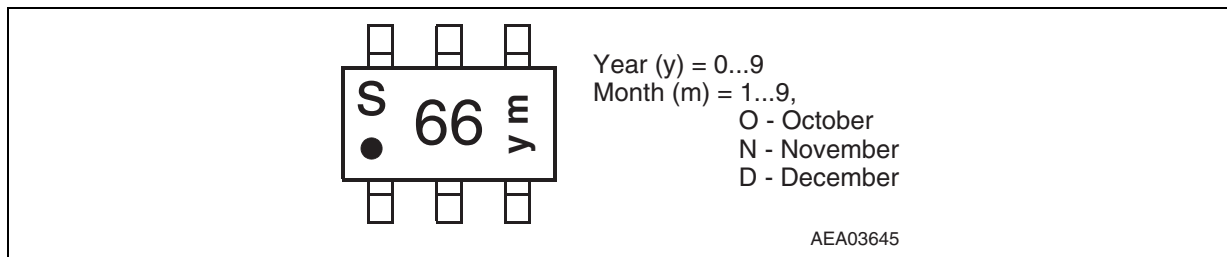 S
66
y m
Year (y) = 0...9
Month (m) = 1...9,
O - October
N - November
D - December
AEA03645